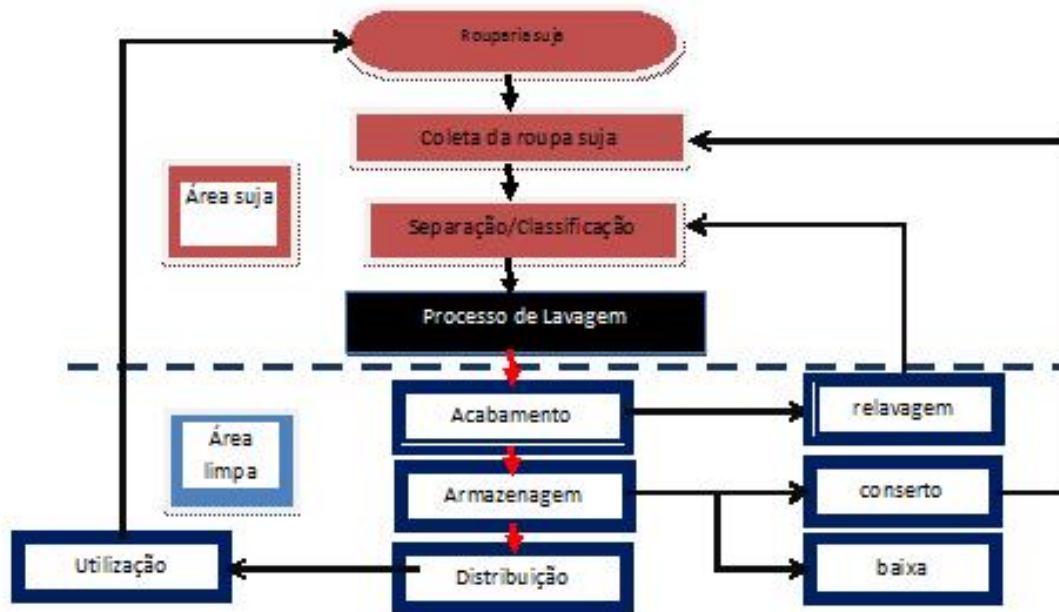 Rouparia suja
Coleta da roupa suja
Área suja
Separação/Classificação
Processo de Lavagem
Acabamento
relavagem
Área
limpa
Armazenagem
conserto
Utilização
Distribuição
baixa